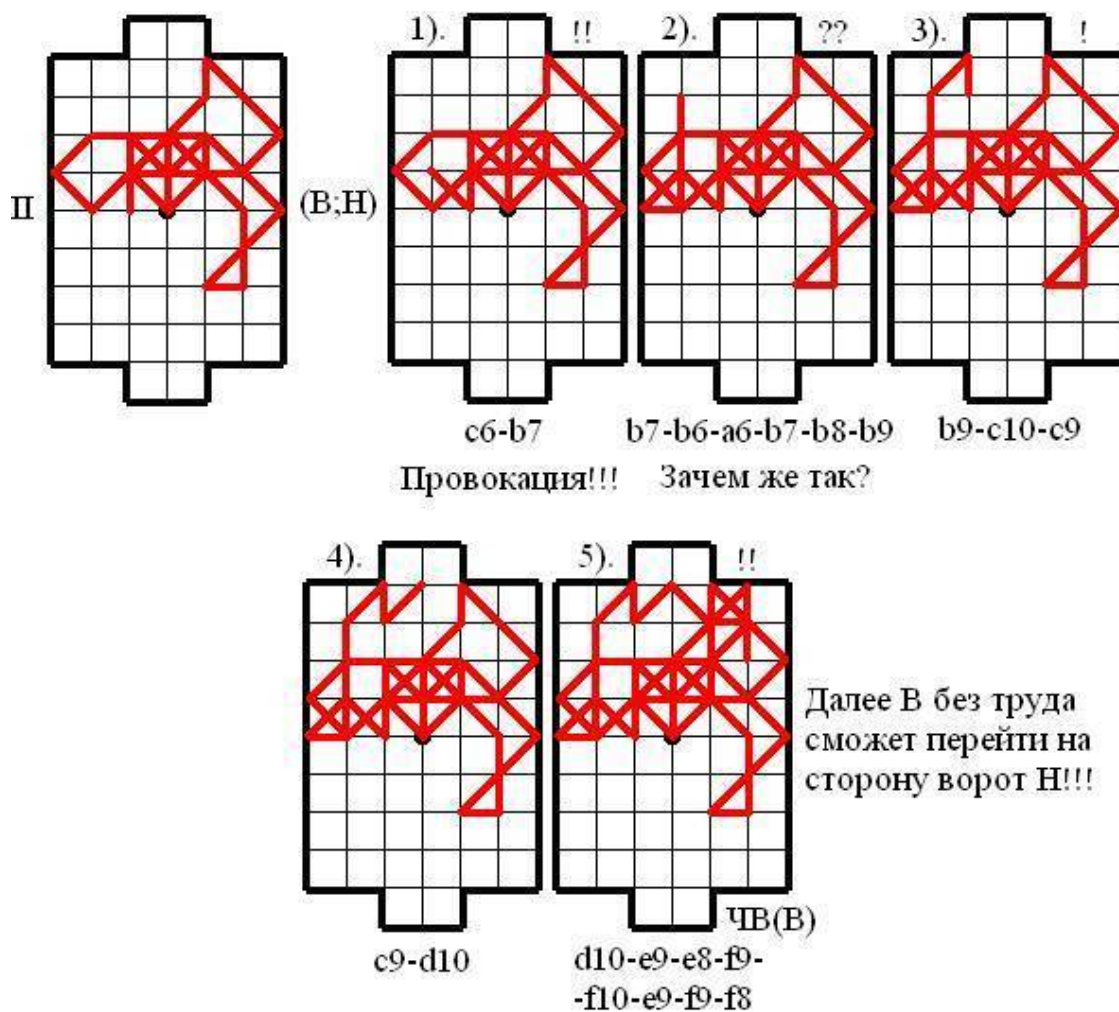 1). !! 2). ?? 3). !
П (В;Н)
c6-b7 b7-b6-a6-b7-b8-b9 b9-c10-c9
Провокация!!! Зачем же так?
4). 5). !!
Далее В без труда
сможет перейти на
сторону ворот Н!!!
ЧВ(В)
c9-d10 d10-e9-e8-f9-
-f10-e9-f9-f8